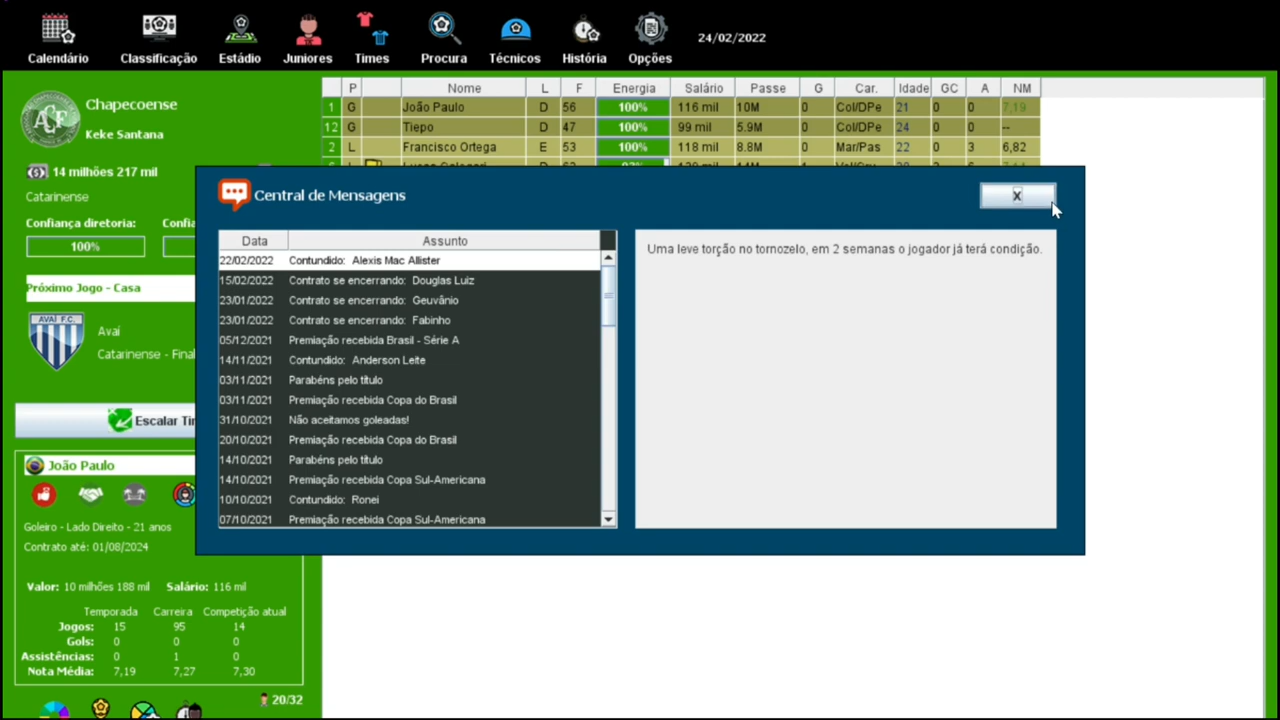 Calendário Classificação Estádio Juniores Times Procura Técnicos História Opções 24/02/2022
Chapecoense
Keke Santana
14 milhões 217 mil
Catarinense
Confiança diretoria: Confia
100%
Próximo Jogo - Casa
AVAÍ F.C.
Avaí
Catarinense - Final
Escalar Tir
João Paulo
Goleiro - Lado Direito - 21 anos
Contrato até: 01/08/2024
Valor: 10 milhões 188 mil Salário: 116 mil
Temporada Carreira Competição atual
Jogos: 15 95 14
Gols: 0 0 0
Assistências: 0 1 0
Nota Média: 7,19 7,27 7,30
20/32
P Nome L F Energia Salário Passe G Car. Idade GC A NM
1 G João Paulo D 56 100% 116 mil 10M 0 Col/DPe 21 0 0 7,19
12 G Tiepo D 47 100% 99 mil 5.9M 0 Col/DPe 24 0 0 --
2 L Francisco Ortega E 53 100% 118 mil 8.8M 0 Mar/Pas 22 0 3 6,82
Central de Mensagens
X
Data Assunto
22/02/2022 Contundido: Alexis Mac Allister
15/02/2022 Contrato se encerrando: Douglas Luiz
23/01/2022 Contrato se encerrando: Geuvânio
23/01/2022 Contrato se encerrando: Fabinho
05/12/2021 Premiação recebida Brasil - Série A
14/11/2021 Contundido: Anderson Leite
03/11/2021 Parabéns pelo título
03/11/2021 Premiação recebida Copa do Brasil
31/10/2021 Não aceitamos goleadas!
20/10/2021 Premiação recebida Copa do Brasil
14/10/2021 Parabéns pelo título
14/10/2021 Premiação recebida Copa Sul-Americana
10/10/2021 Contundido: Ronei
07/10/2021 Premiação recebida Copa Sul-Americana
Uma leve torção no tornozelo, em 2 semanas o jogador já terá condição.